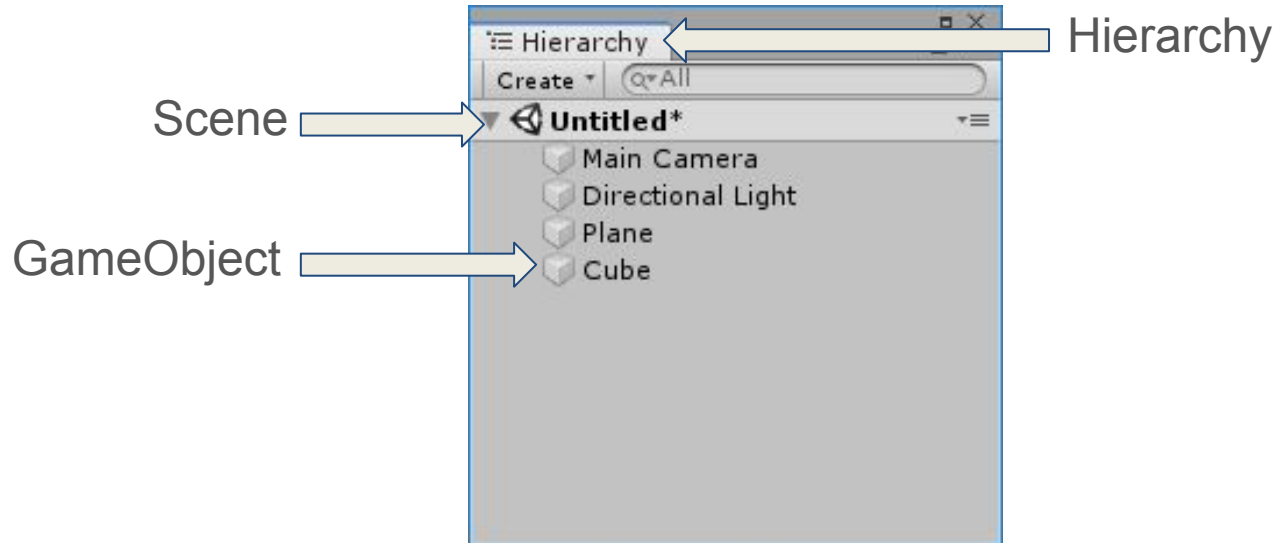 Hierarchy
Hierarchy
Create All
Scene
Untitled*
Main Camera
Directional Light
Plane
GameObject
Cube